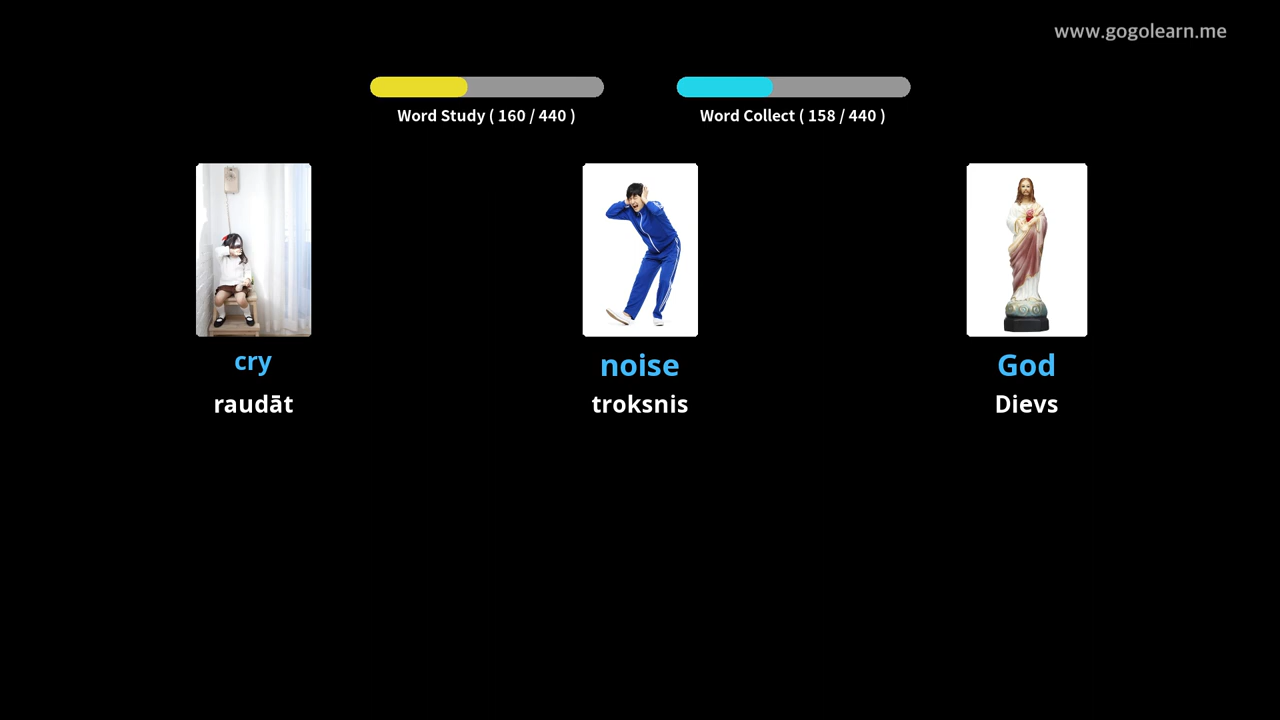 www.gogolearn.me
Word Study ( 160 / 440 )
Word Collect ( 158 / 440 )
cry
raudāt
noise
troksnis
God
Dievs